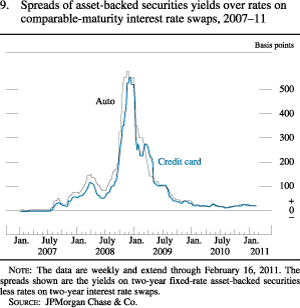 9. Spreads of asset-backed securities yields over rates on
comparable-maturity interest rate swaps, 2007–11
Basis points
500
Auto
400
300
Credit card
200
100
+
0
–
Jan. July Jan. July Jan. July Jan. July Jan.
2007 2008 2009 2010 2011
NOTE: The data are weekly and extend through February 16, 2011. The
spreads shown are the yields on two-year fixed-rate asset-backed securities
less rates on two-year interest rate swaps.
SOURCE: JPMorgan Chase & Co.